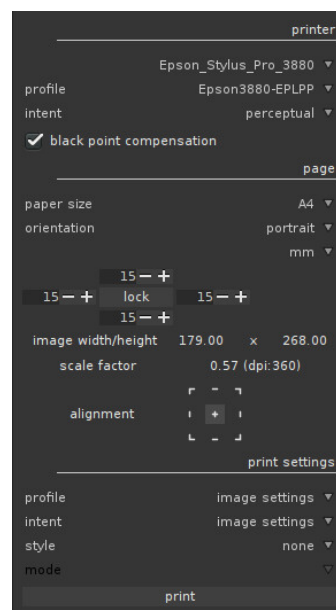 printer
Epson_Stylus_Pro_3880
profile Epson3880-EPLPP
intent perceptual
black point compensation
page
paper size A4
orientation portrait
mm
15 − +
15 − + lock 15 − +
15 − +
image width/height 179.00 x 268.00
scale factor 0.57 (dpi:360)
alignment
print settings
profile image settings
intent image settings
style none
mode
print